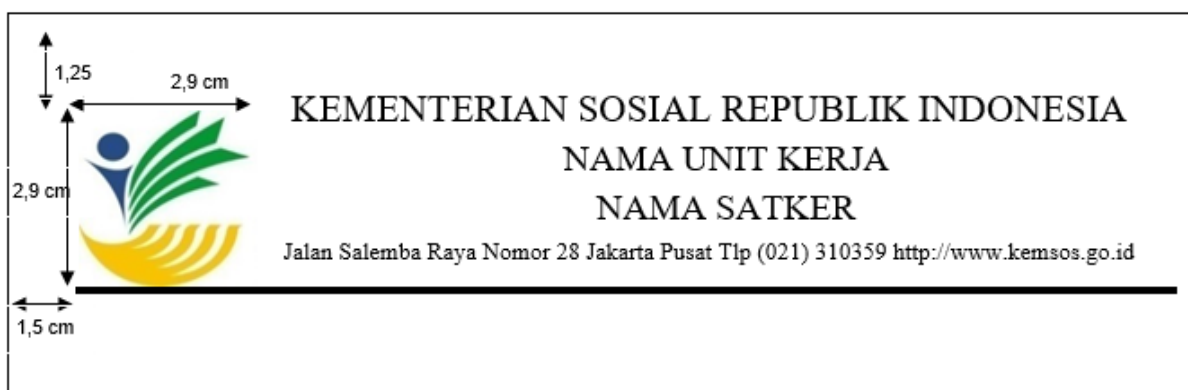 1,25
2,9 cm
KEMENTERIAN SOSIAL REPUBLIK INDONESIA
NAMA UNIT KERJA
2,9 cm
NAMA SATKER
Jalan Salemba Raya Nomor 28 Jakarta Pusat Tlp (021) 310359 http://www.kemsos.go.id
1,5 cm